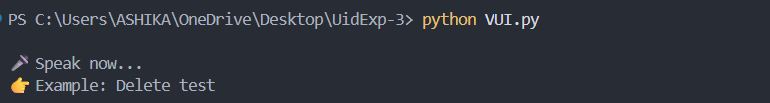 PS C:\Users\ASHIKA\OneDrive\Desktop\UidExp-3> python VUI.py
🎤 Speak now...
👉 Example: Delete test